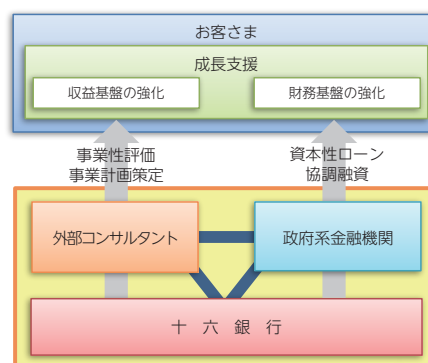 お客さま
成長支援
収益基盤の強化
財務基盤の強化
事業性評価
事業計画策定
資本性ローン
協調融資
外部コンサルタント
政府系金融機関
十六銀行